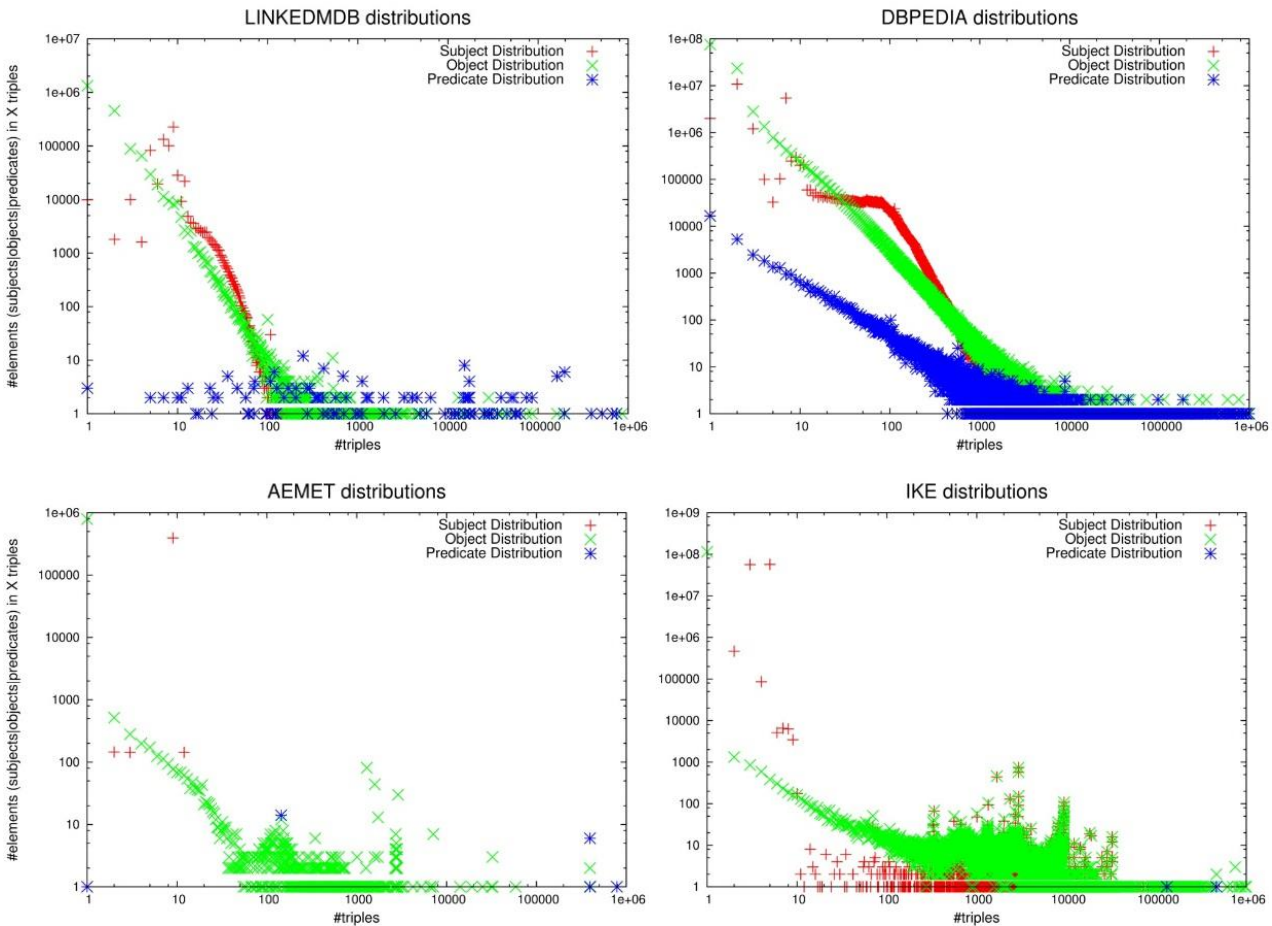 LINKEDMDB distributions
#elements (subjects|objects|predicates) in X triples
1e+07
1e+06
100000
10000
1000
100
10
1
Subject Distribution
Object Distribution
Predicate Distribution
1 10 100 1000 10000 100000 1e+06
#triples
DBPEDIA distributions
1e+08
1e+07
1e+06
100000
10000
1000
100
10
1
Subject Distribution
Object Distribution
Predicate Distribution
1 10 100 1000 10000 100000 1e+06
#triples
AEMET distributions
#elements (subjects|objects|predicates) in X triples
1e+06
100000
10000
1000
100
10
1
Subject Distribution
Object Distribution
Predicate Distribution
1 10 100 1000 10000 100000 1e+06
#triples
IKE distributions
1e+09
1e+08
1e+07
1e+06
100000
10000
1000
100
10
1
Subject Distribution
Object Distribution
Predicate Distribution
1 10 100 1000 10000 100000 1e+06
#triples